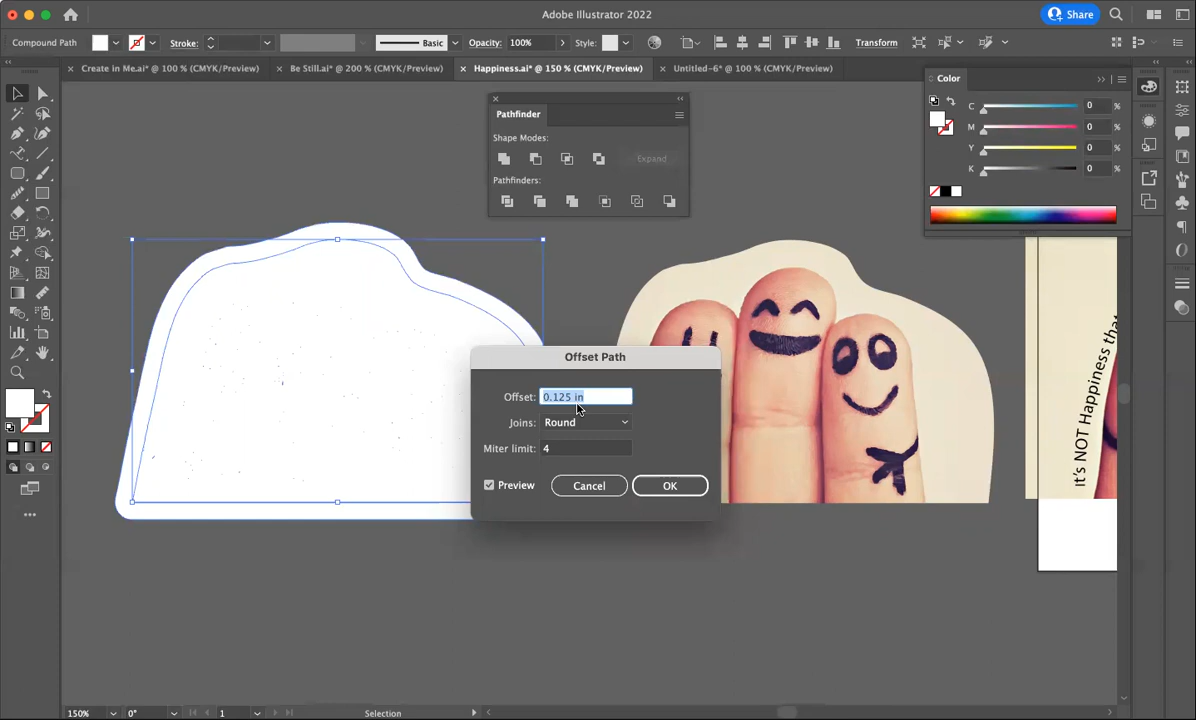 Adobe Illustrator 2022
Share
Compound Path
Stroke:
Basic
Opacity:
100%
Style:
Transform
Create in Me.ai* @ 100 % (CMYK/Preview)
Be Still.ai* @ 200 % (CMYK/Preview)
Happiness.ai* @ 150 % (CMYK/Preview)
Untitled-6* @ 100 % (CMYK/Preview)
Color
C
0
%
M
0
%
Y
0
%
K
0
%
Pathfinder
Shape Modes:
Expand
Pathfinders:
Offset Path
Offset:
0.125 in
Joins:
Round
Miter limit:
4
Preview
Cancel
OK
It's NOT Happiness that
150%
0°
1
Selection